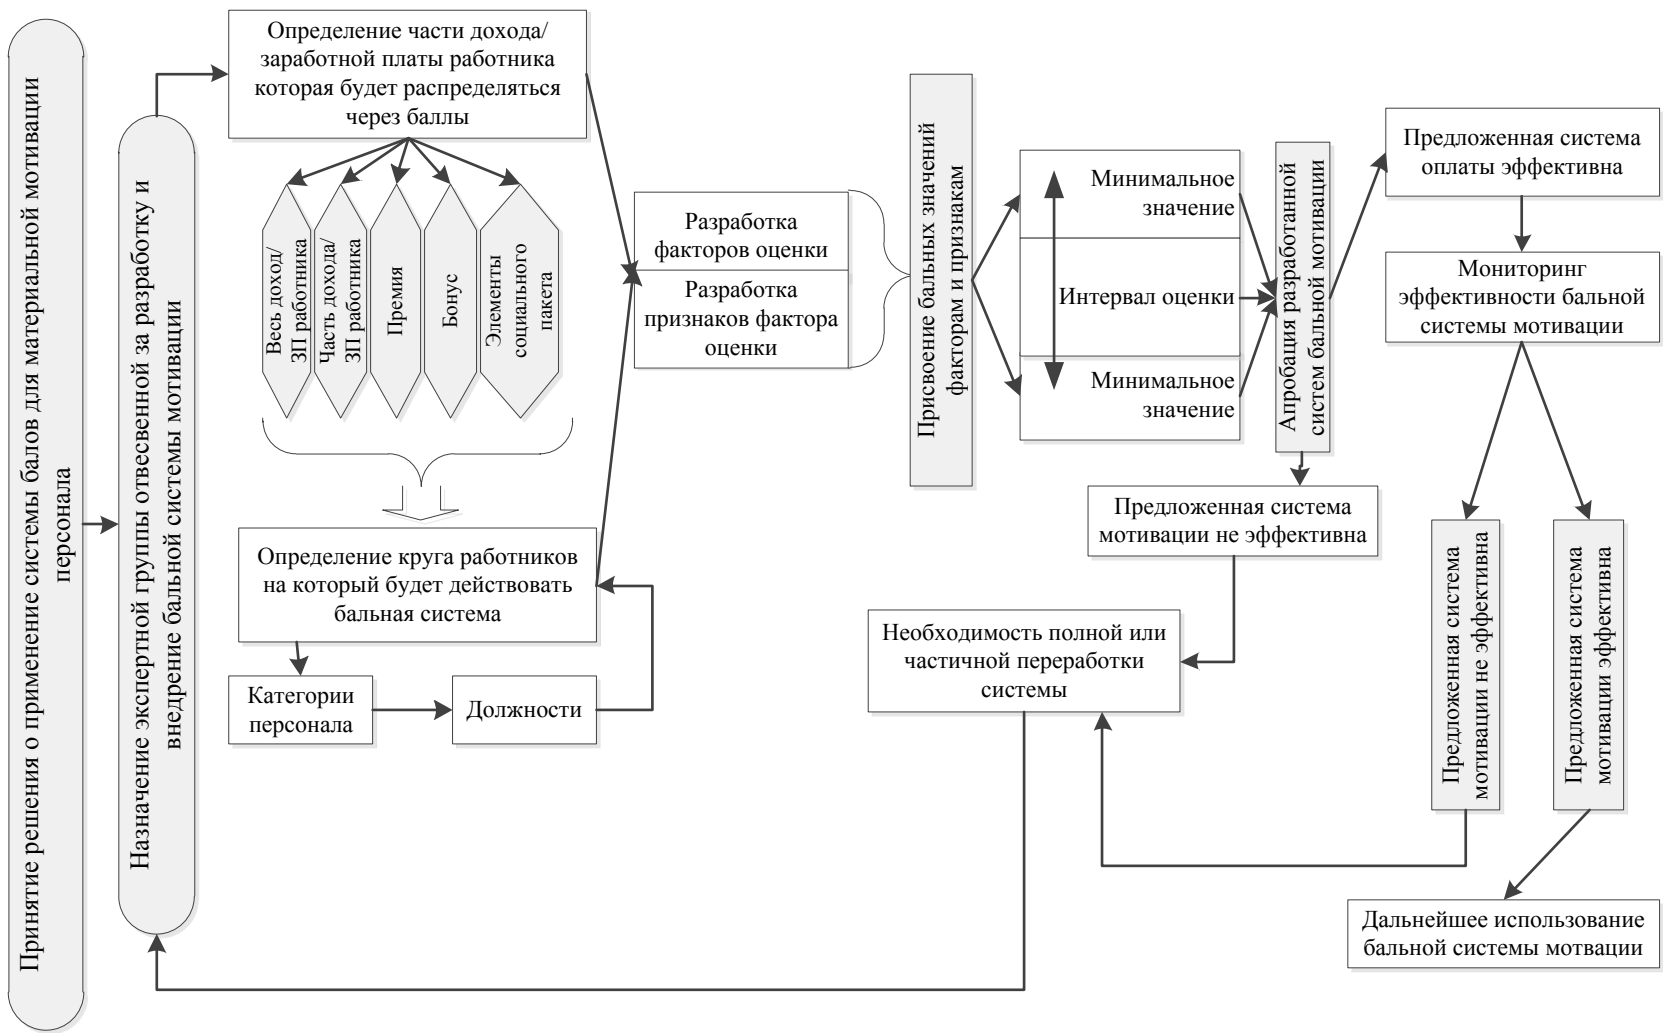 Принятие решения о применение системы балов для материальной мотивации
персонала
Назначение экспертной группы отвесвенной за разработку и
внедрение бальной системы мотивации
Определение части дохода/
заработной платы работника
которая будет распределяться
через баллы
Весь доход/
ЗП работника
Часть дохода/
ЗП работника
Премия
Бонус
Элементы
социального
пакета
Определение круга работников
на который будет действовать
бальная система
Категории
персонала
Должности
Разработка
факторов оценки
Разработка
признаков фактора
оценки
Присвоение бальных значений
факторам и признакам
Минимальное
значение
Интервал оценки
Минимальное
значение
Апробация разработанной
систем бальной мотивации
Предложенная система
мотивации не эффективна
Необходимость полной или
частичной переработки
системы
Предложенная система
оплаты эффективна
Мониторинг
эффективности бальной
системы мотивации
Предложенная система
мотивации не эффективна
Предложенная система
мотивации эффективна
Дальнейшее использование
бальной системы мотвации